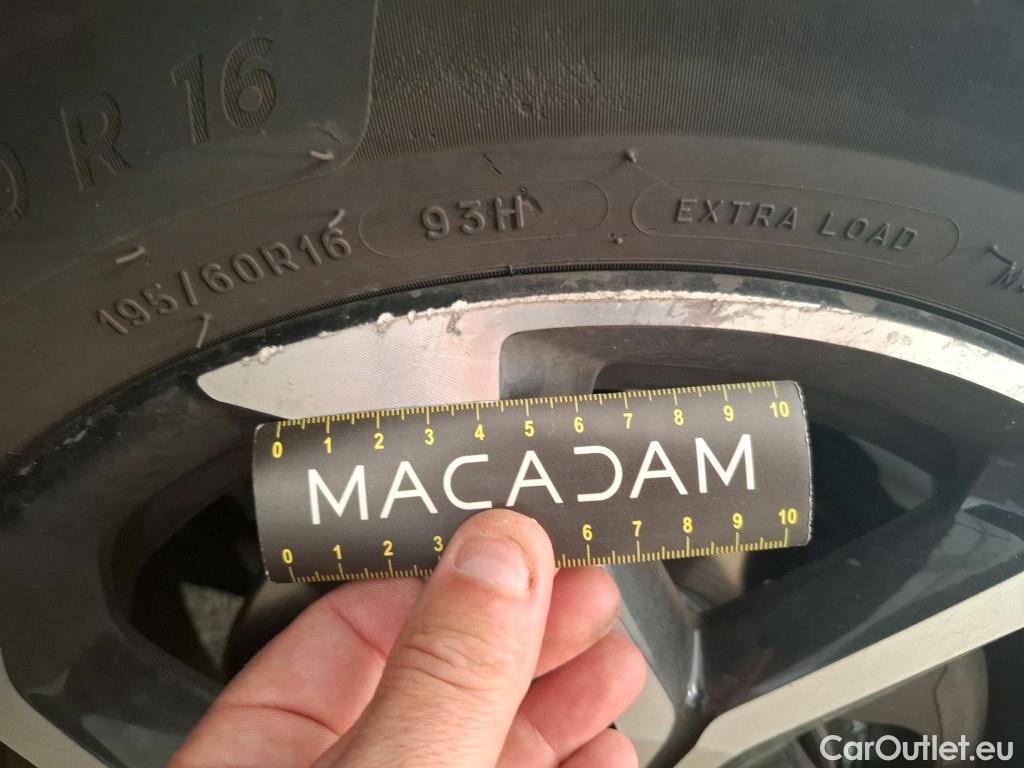 R 16
195/60R16 93H EXTRA LOAD
0 1 2 3 4 5 6 7 8 9 10
MACADAM
0 1 2 3 6 7 8 9 10
CarOutlet.eu